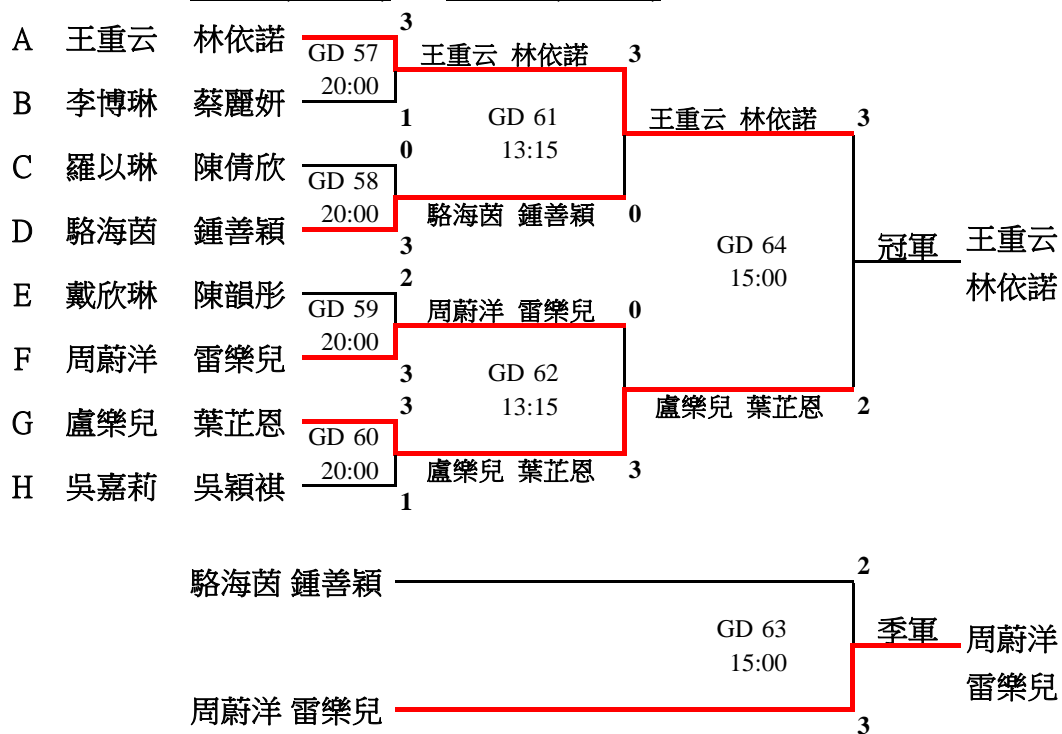 3
A 王重云 林依諾
GD 57
王重云 林依諾 3
20:00
B 李博琳 蔡麗妍
1
GD 61
王重云 林依諾 3
0
13:15
C 羅以琳 陳倩欣
GD 58
20:00
駱海茵 鍾善穎 0
D 駱海茵 鍾善穎
3
GD 64
冠軍 王重云
15:00
林依諾
2
E 戴欣琳 陳韻彤
GD 59
周蔚洋 雷樂兒 0
20:00
F 周蔚洋 雷樂兒
3
GD 62
3
13:15
盧樂兒 葉芷恩 2
G 盧樂兒 葉芷恩
GD 60
20:00
盧樂兒 葉芷恩 3
H 吳嘉莉 吳穎祺
1
2
駱海茵 鍾善穎
GD 63
季軍 周蔚洋
15:00
雷樂兒
周蔚洋 雷樂兒
3